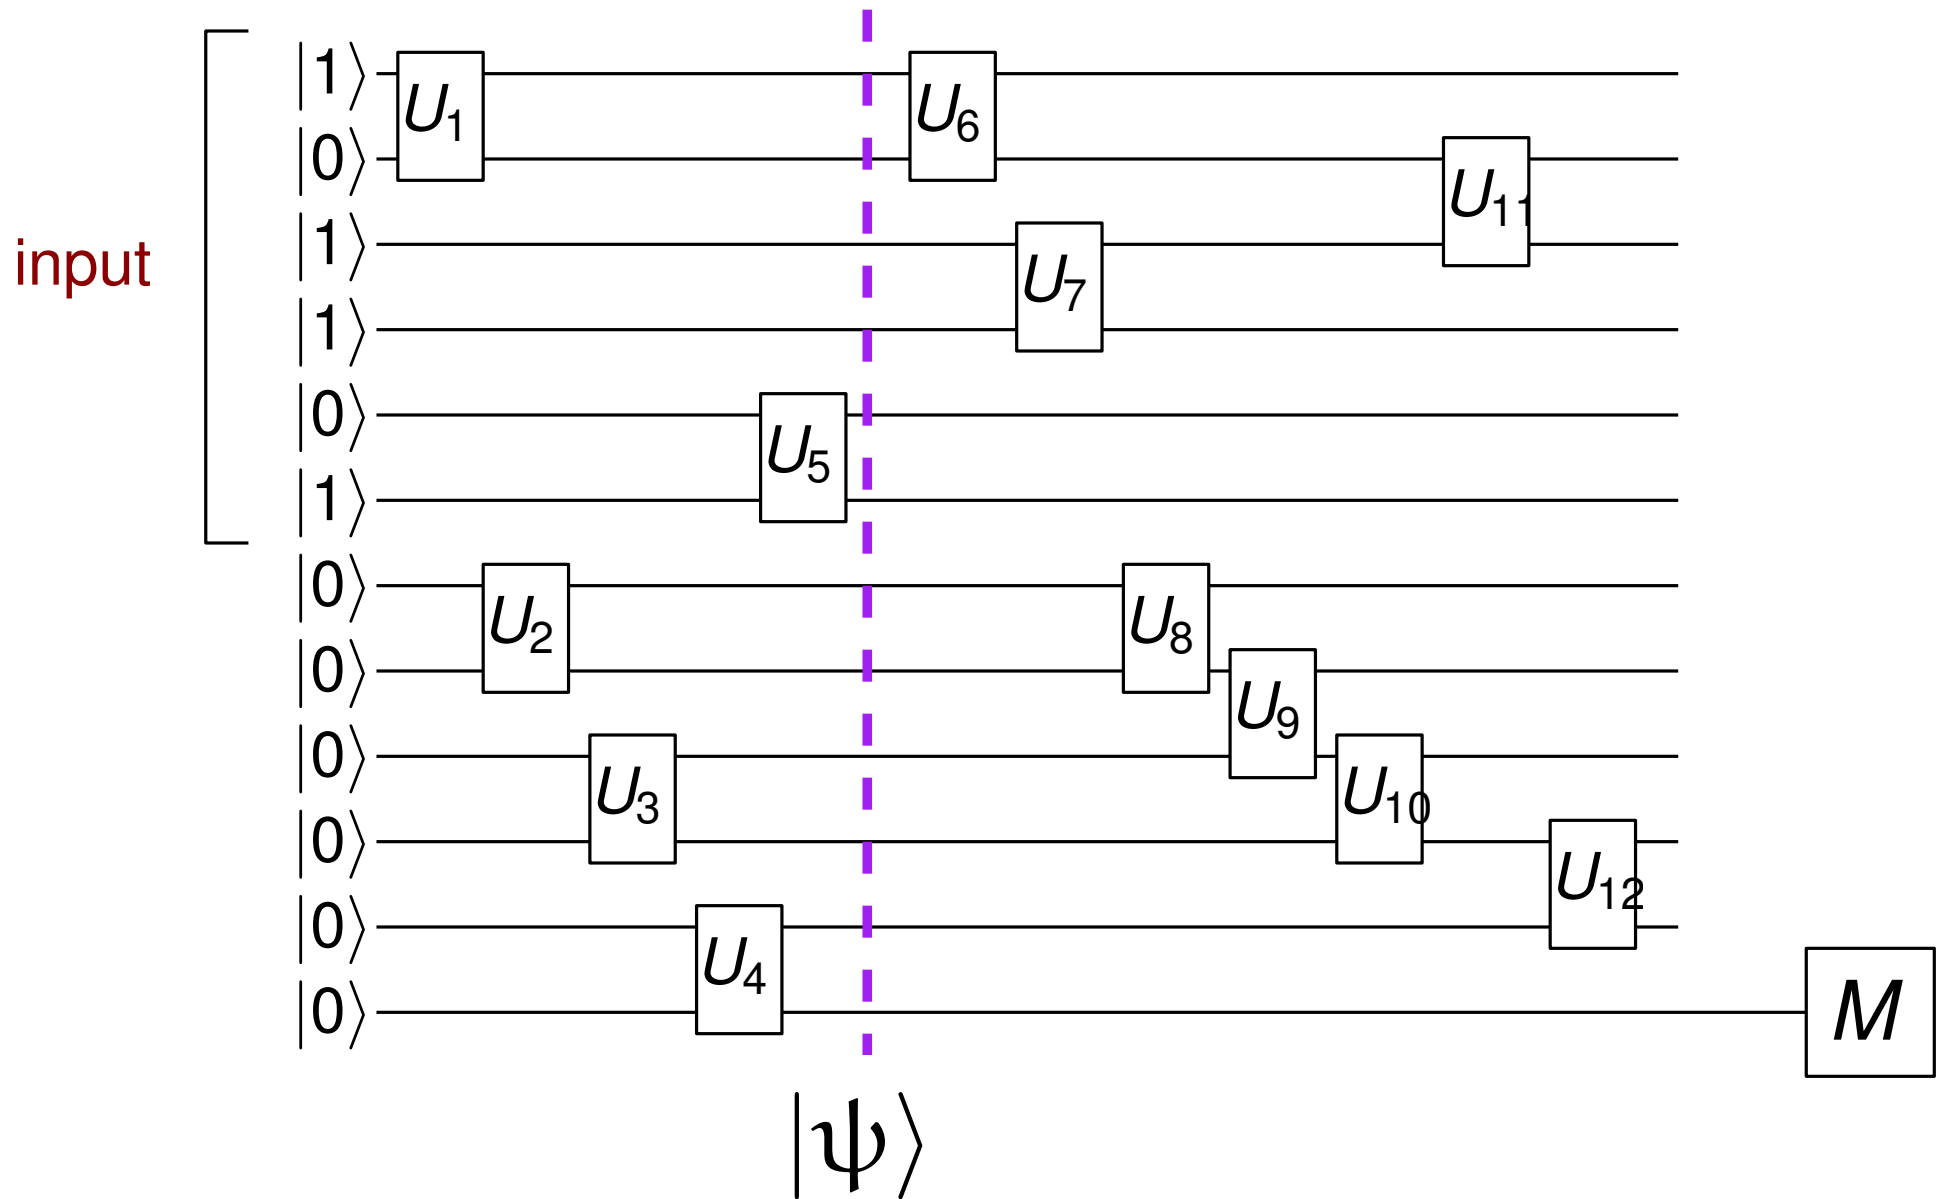 |1⟩ U1 U6
|0⟩ U11
|1⟩ U7
input
|1⟩
|0⟩ U5
|1⟩
|0⟩ U2 U8
|0⟩ U9
|0⟩ U3 U10
|0⟩ U12
|0⟩ U4
|0⟩ M
|ψ⟩